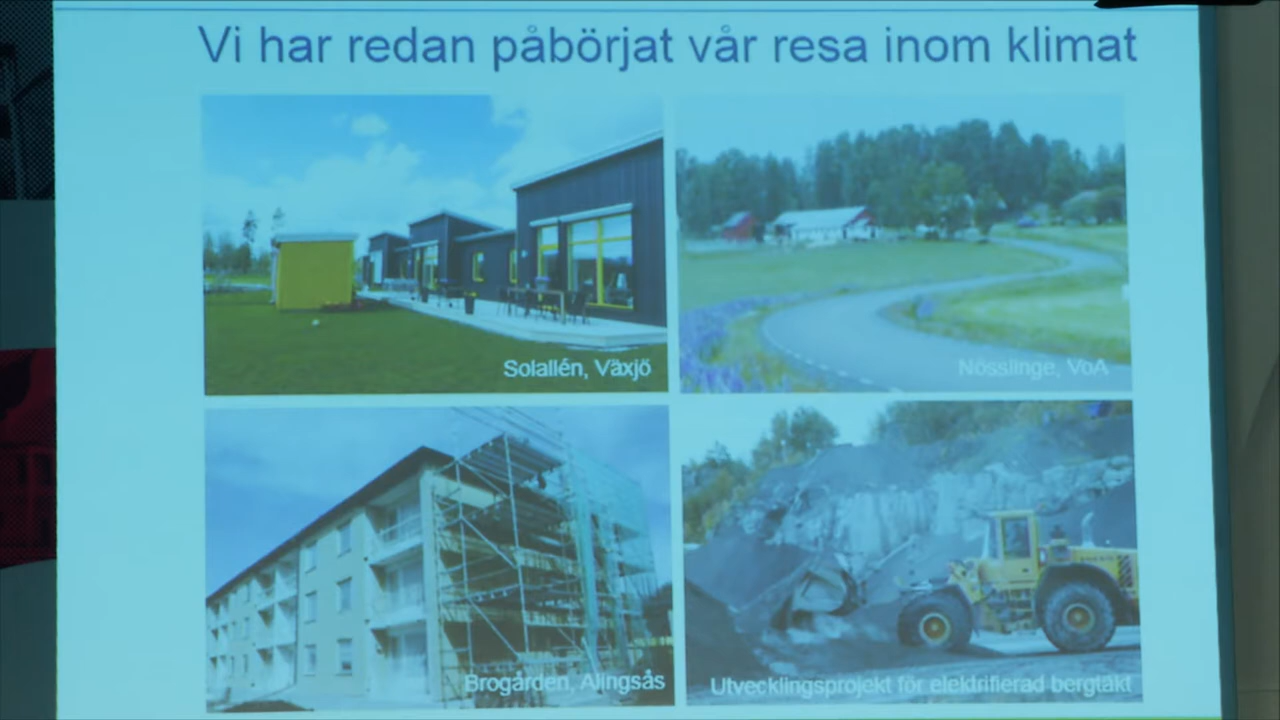 Vi har redan påbörjat vår resa inom klimat
Solallén, Växjö
Nösslinge, VoA
Brogården, Alingsås
Utvecklingsprojekt för elektrifierad bergtäkt